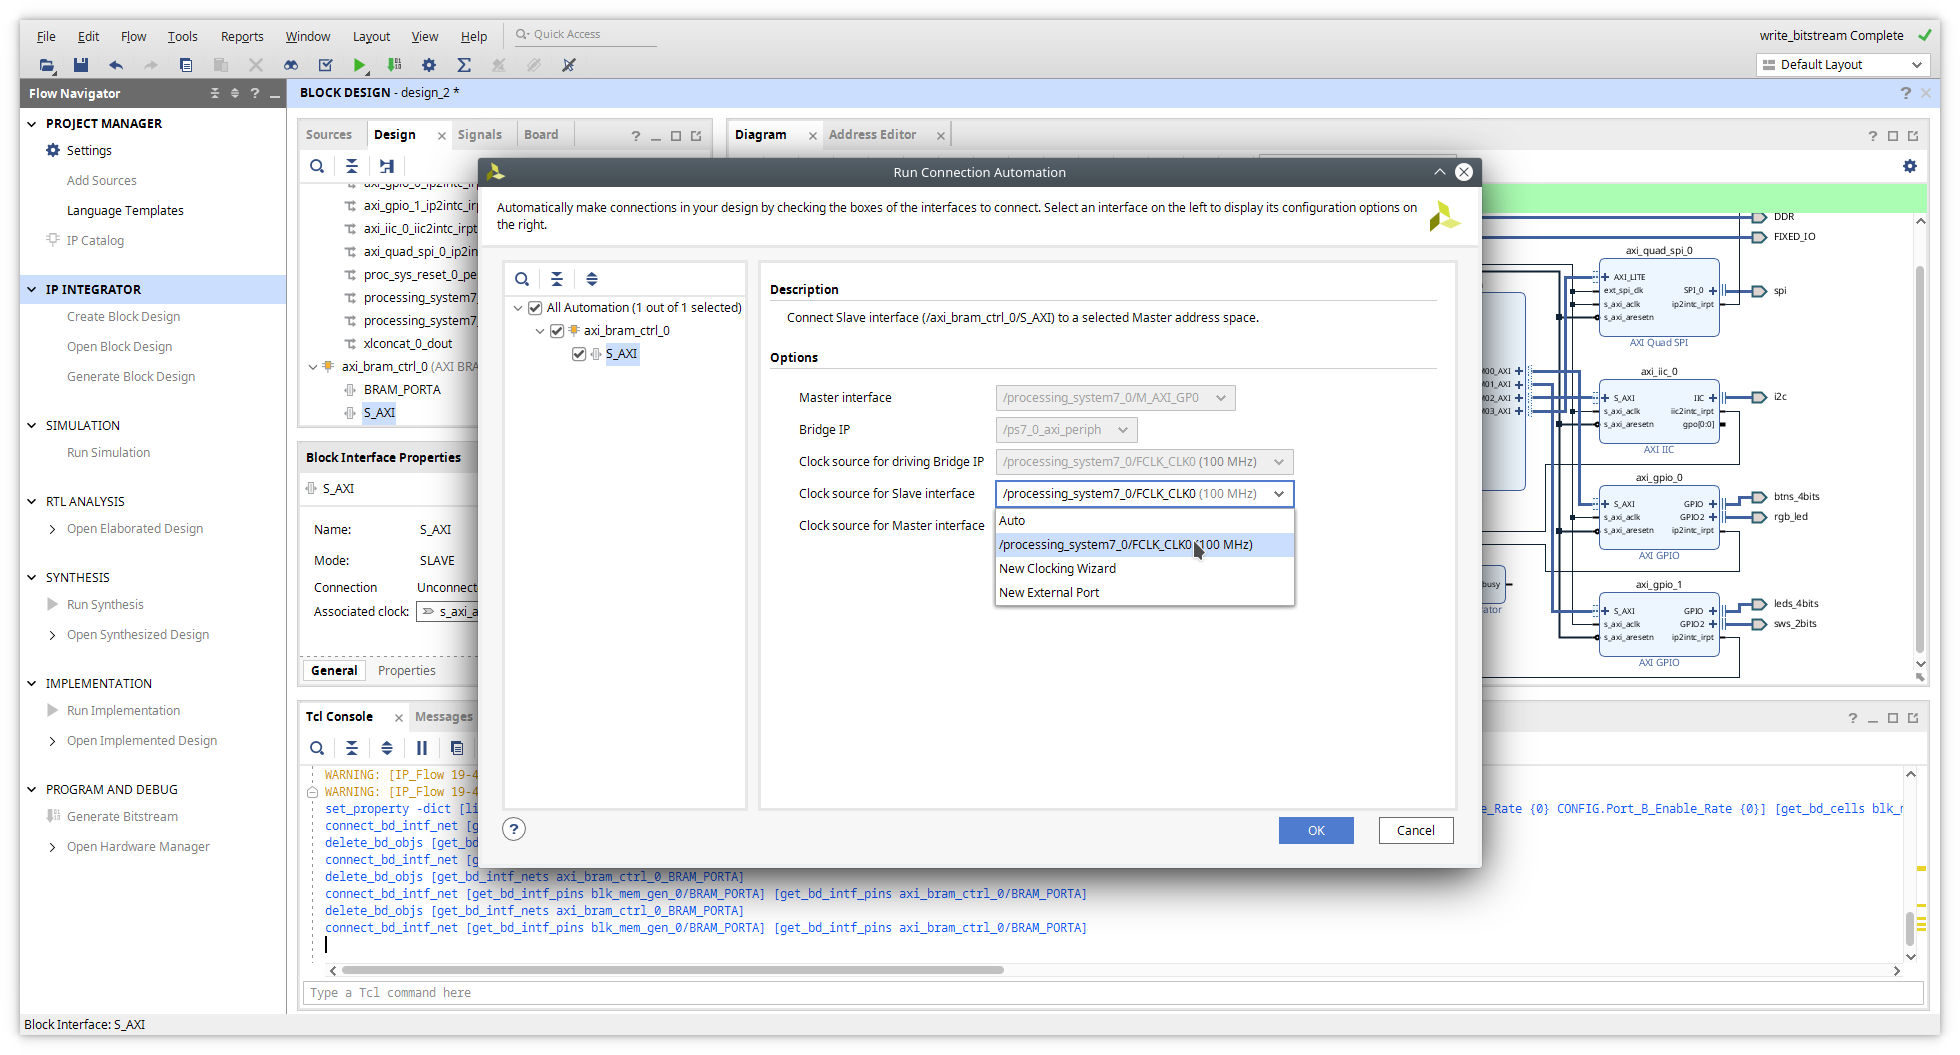 File Edit Flow Tools Reports Window Layout View Help Quick Access
write_bitstream Complete
Default Layout
Flow Navigator
PROJECT MANAGER
Settings
Add Sources
Language Templates
IP Catalog
IP INTEGRATOR
Create Block Design
Open Block Design
Generate Block Design
SIMULATION
Run Simulation
RTL ANALYSIS
Open Elaborated Design
SYNTHESIS
Run Synthesis
Open Synthesized Design
IMPLEMENTATION
Run Implementation
Open Implemented Design
PROGRAM AND DEBUG
Generate Bitstream
Open Hardware Manager
BLOCK DESIGN - design_2 *
Sources Design Signals Board
axi_gpio_0_ip2intc_irp
axi_gpio_1_ip2intc_irp
axi_iic_0_iic2intc_irpt
axi_quad_spi_0_ip2in
proc_sys_reset_0_pe
processing_system7_
processing_system7_
xlconcat_0_dout
axi_bram_ctrl_0 (AXI BRA
BRAM_PORTA
S_AXI
Block Interface Properties
S_AXI
Name: S_AXI
Mode: SLAVE
Connection Unconnect
Associated clock: s_axi_a
General Properties
Diagram Address Editor
Run Connection Automation
Automatically make connections in your design by checking the boxes of the interfaces to connect. Select an interface on the left to display its configuration options on
the right.
All Automation (1 out of 1 selected)
axi_bram_ctrl_0
S_AXI
Description
Connect Slave interface (/axi_bram_ctrl_0/S_AXI) to a selected Master address space.
Options
Master interface /processing_system7_0/M_AXI_GP0
Bridge IP /ps7_0_axi_periph
Clock source for driving Bridge IP /processing_system7_0/FCLK_CLK0 (100 MHz)
Clock source for Slave interface /processing_system7_0/FCLK_CLK0 (100 MHz)
Clock source for Master interface
Auto
/processing_system7_0/FCLK_CLK0 (100 MHz)
New Clocking Wizard
New External Port
? OK Cancel
DDR
FIXED_IO
axi_quad_spi_0
AXI_LITE
ext_spi_clk SPI_0
s_axi_aclk ip2intc_irpt
s_axi_aresetn
AXI Quad SPI
spi
axi_iic_0
S_AXI IIC
s_axi_aclk iic2intc_irpt
s_axi_aresetn gpo[0:0]
AXI IIC
i2c
M00_AXI
M01_AXI
M02_AXI
M03_AXI
axi_gpio_0
S_AXI GPIO
s_axi_aclk GPIO2
s_axi_aresetn ip2intc_irpt
AXI GPIO
btns_4bits
rgb_led
busy
ator
axi_gpio_1
S_AXI GPIO
s_axi_aclk GPIO2
s_axi_aresetn ip2intc_irpt
AXI GPIO
leds_4bits
sws_2bits
Tcl Console Messages
WARNING: [IP_Flow 19-4
WARNING: [IP_Flow 19-4
set_property -dict [li e_Rate {0} CONFIG.Port_B_Enable_Rate {0}] [get_bd_cells blk_
connect_bd_intf_net [g
delete_bd_objs [get_bd
connect_bd_intf_net [g
delete_bd_objs [get_bd_intf_nets axi_bram_ctrl_0_BRAM_PORTA]
connect_bd_intf_net [get_bd_intf_pins blk_mem_gen_0/BRAM_PORTA] [get_bd_intf_pins axi_bram_ctrl_0/BRAM_PORTA]
delete_bd_objs [get_bd_intf_nets axi_bram_ctrl_0_BRAM_PORTA]
connect_bd_intf_net [get_bd_intf_pins blk_mem_gen_0/BRAM_PORTA] [get_bd_intf_pins axi_bram_ctrl_0/BRAM_PORTA]
Type a Tcl command here
Block Interface: S_AXI